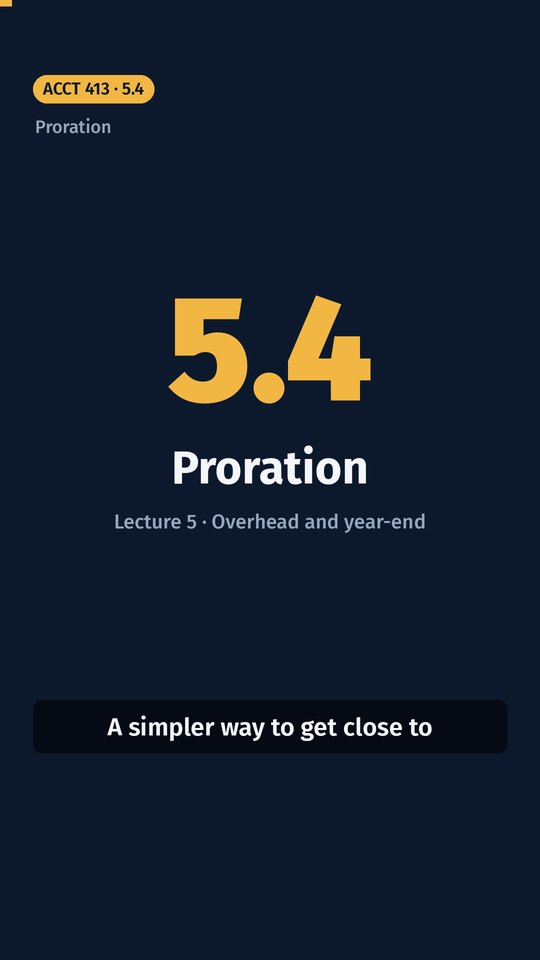 ACCT 413 · 5.4
Proration
5.4
Proration
Lecture 5 · Overhead and year-end
A simpler way to get close to